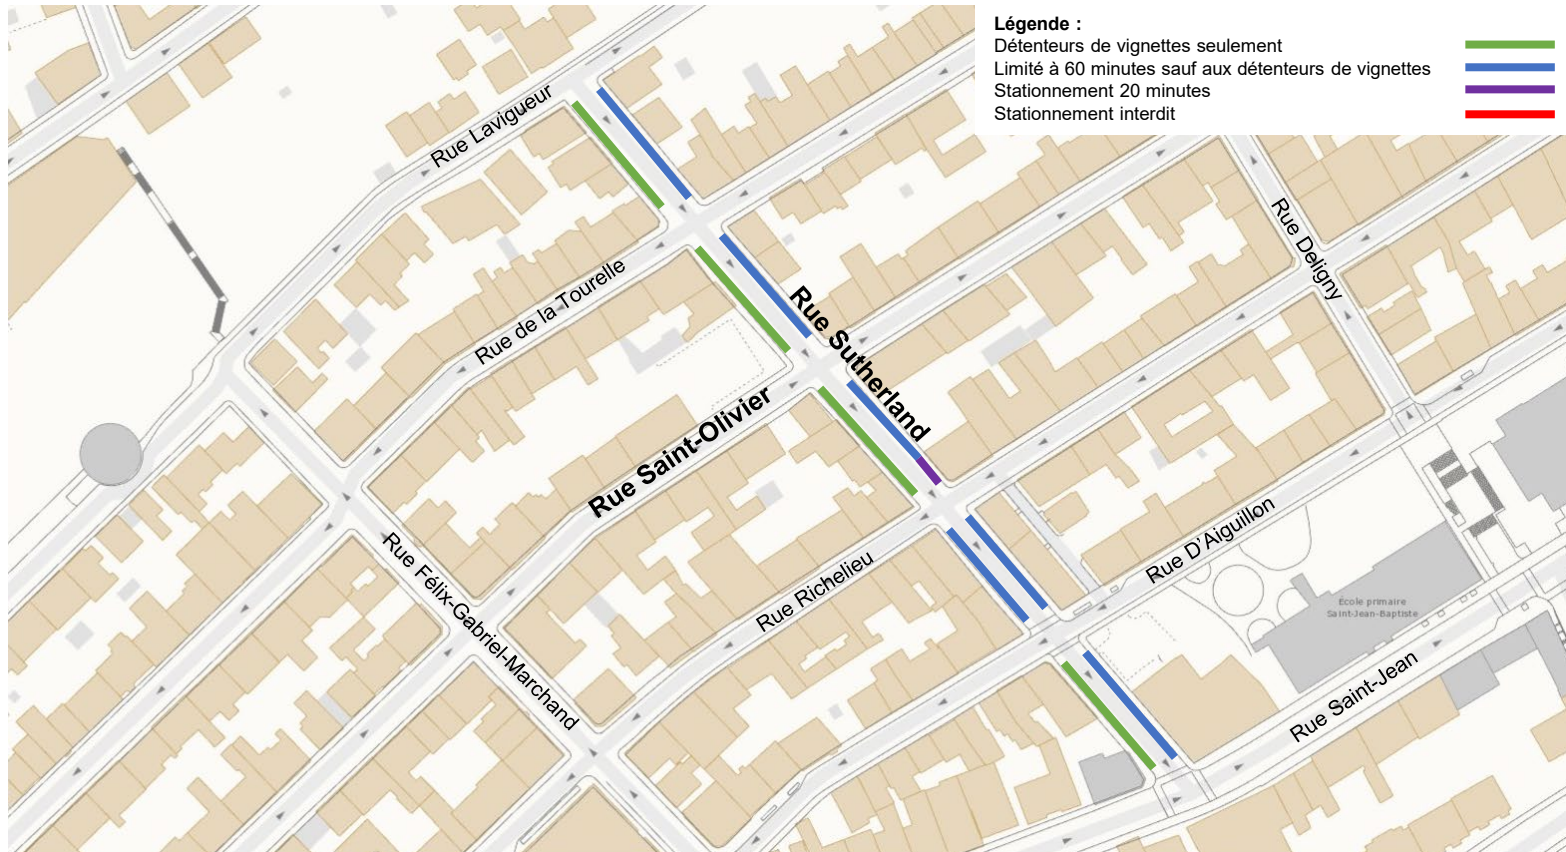 Légende :
Détenteurs de vignettes seulement
Limité à 60 minutes sauf aux détenteurs de vignettes
Stationnement 20 minutes
Stationnement interdit
Rue Lavigueur
Rue de la Tourelle
Rue Deligny
Rue Sutherland
Rue Saint-Olivier
Rue Félix-Gabriel-Marchand
Rue Richelieu
Rue D'Aiguillon
École primaire
Saint-Jean-Baptiste
Rue Saint-Jean